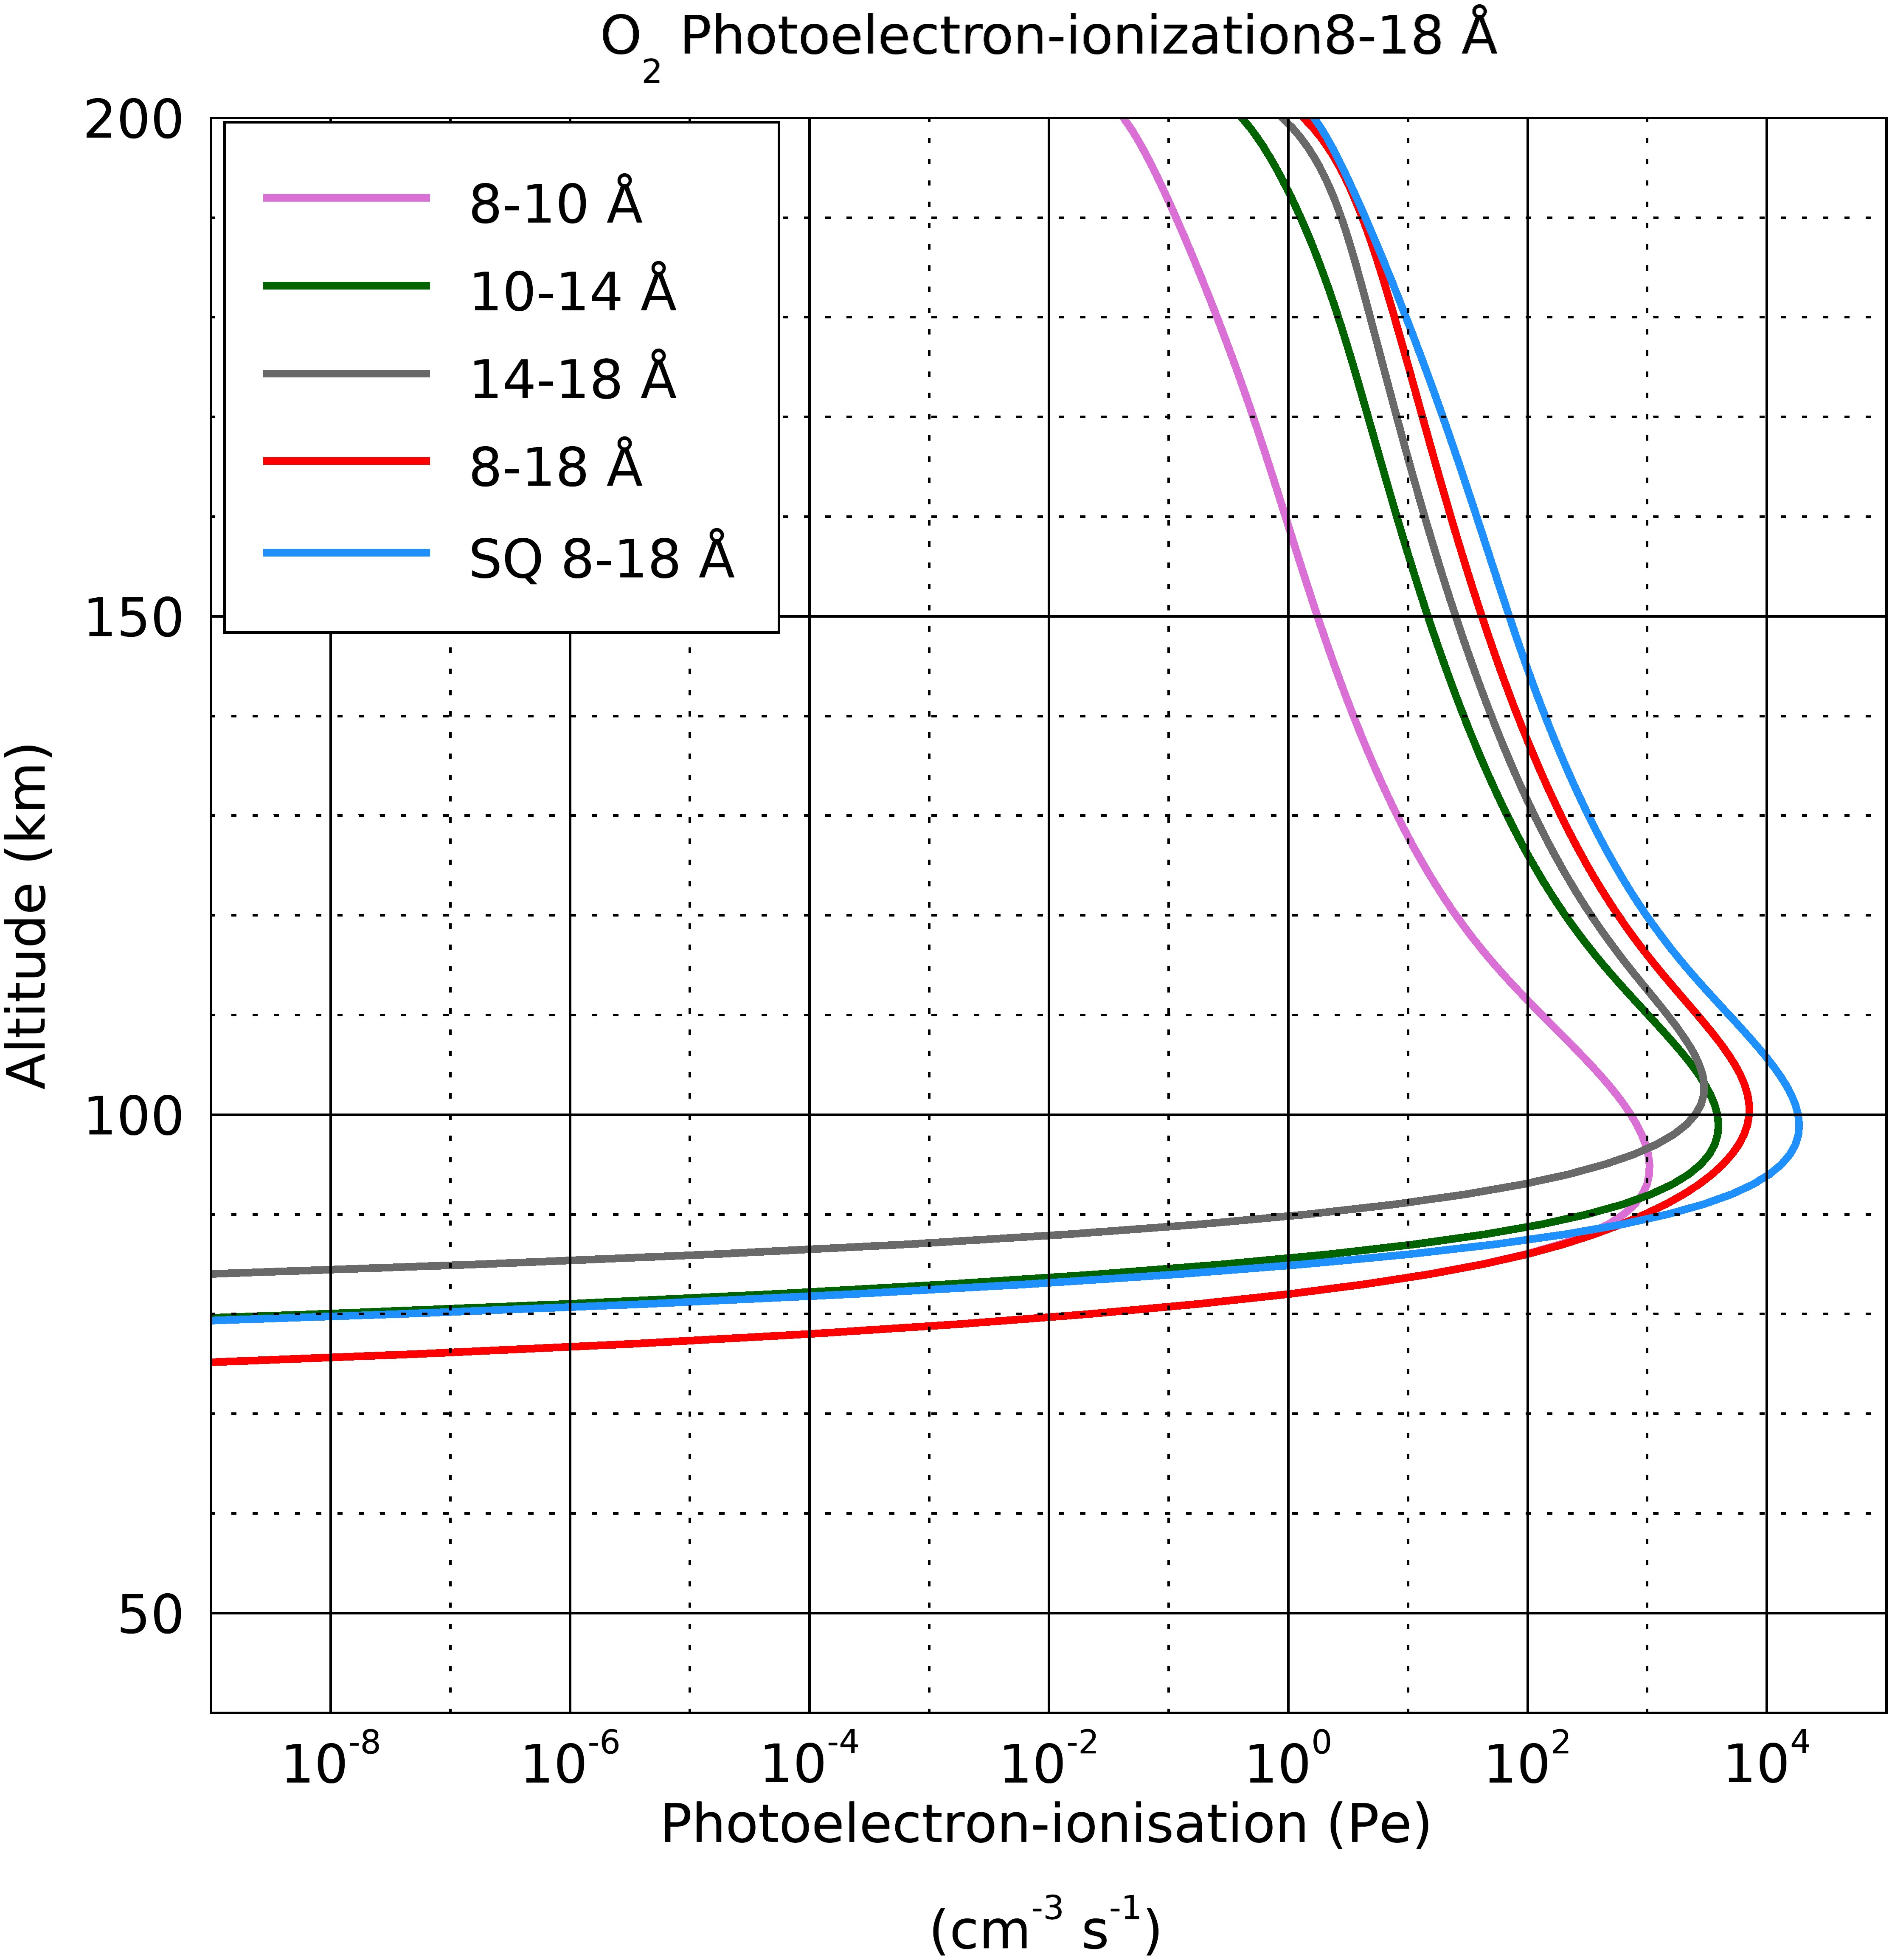 O₂ Photoelectron-ionization8-18 Å
200
8-10 Å
10-14 Å
14-18 Å
8-18 Å
SQ 8-18 Å
150
100
50
Altitude (km)
10⁻⁸ 10⁻⁶ 10⁻⁴ 10⁻² 10⁰ 10² 10⁴
Photoelectron-ionisation (Pe)
(cm⁻³ s⁻¹)